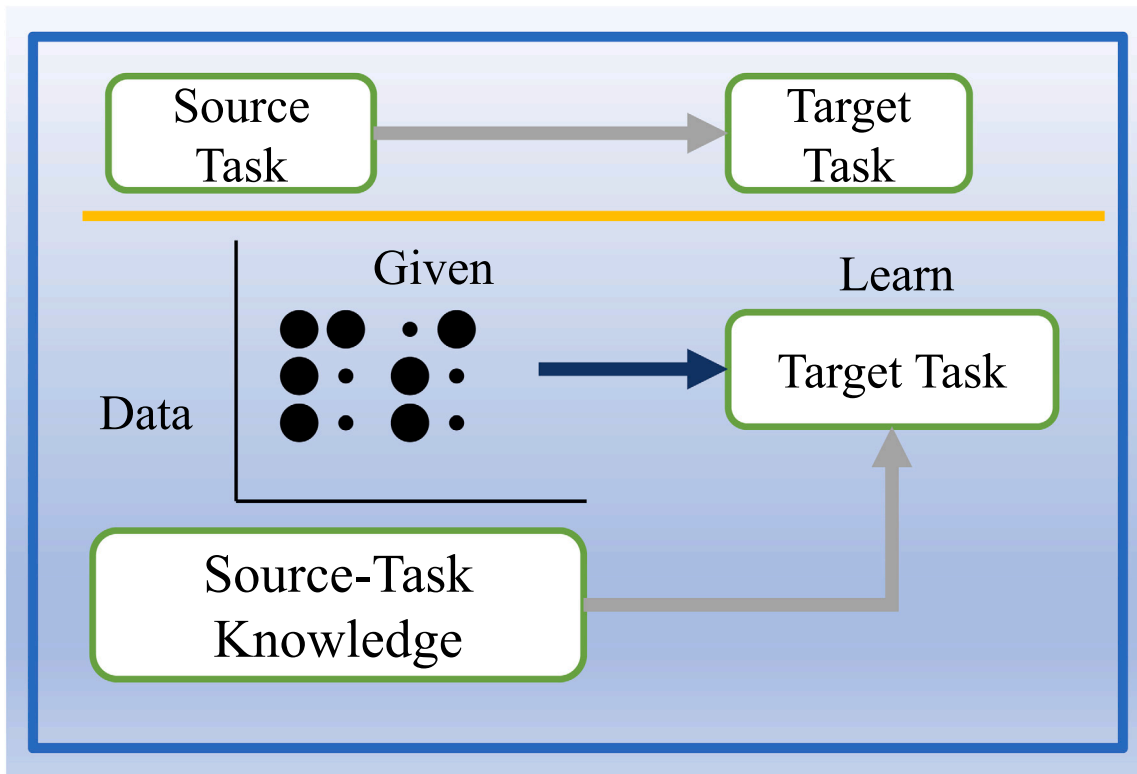 Source
Task
Target
Task
Given
Learn
Data
Target Task
Source-Task
Knowledge